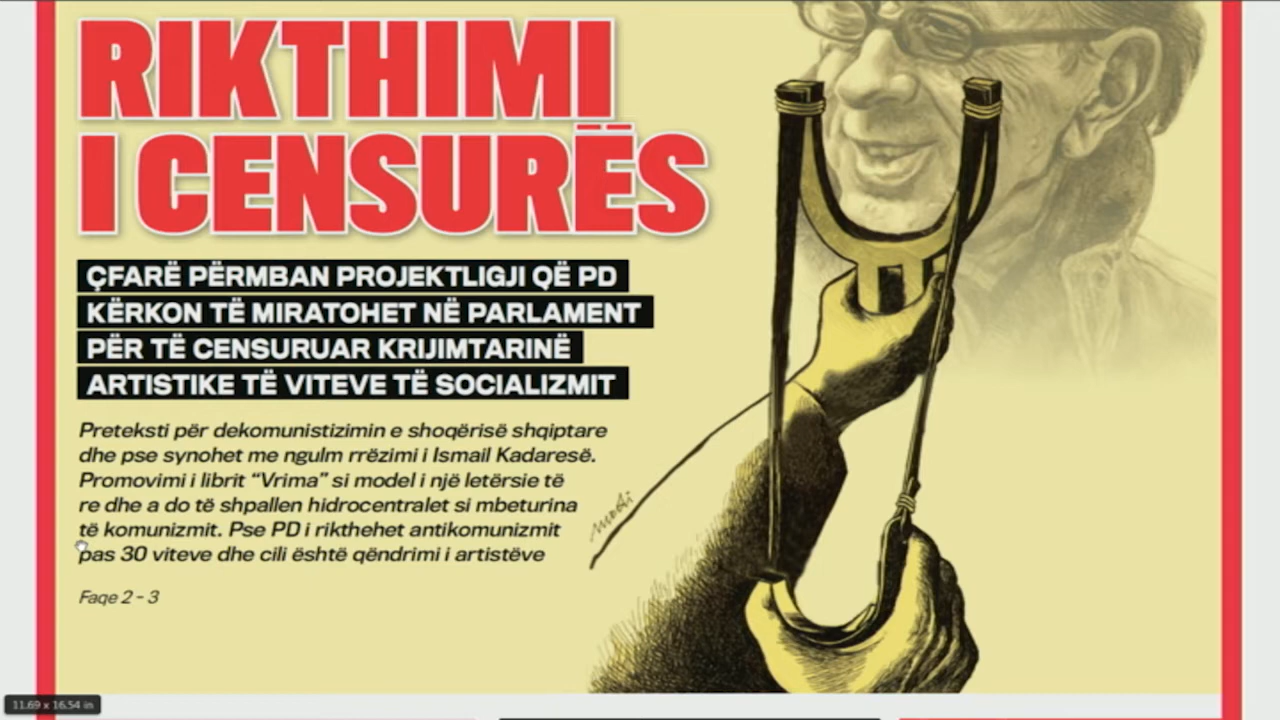 RIKTHIMI
I CENSURËS
ÇFARË PËRMBAN PROJEKTLIGJI QË PD
KËRKON TË MIRATOHET NË PARLAMENT
PËR TË CENSURUAR KRIJIMTARINË
ARTISTIKE TË VITEVE TË SOCIALIZMIT
Preteksti për dekomunistizimin e shoqërisë shqiptare
dhe pse synohet me ngulm rrëzimi i Ismail Kadaresë.
Promovimi i librit “Vrima” si model i një letërsie të
re dhe a do të shpallen hidrocentralet si mbeturina
të komunizmit. Pse PD i rikthehet antikomunizmit
pas 30 viteve dhe cili është qëndrimi i artistëve
Faqe 2 - 3
11.69 x 16.54 in